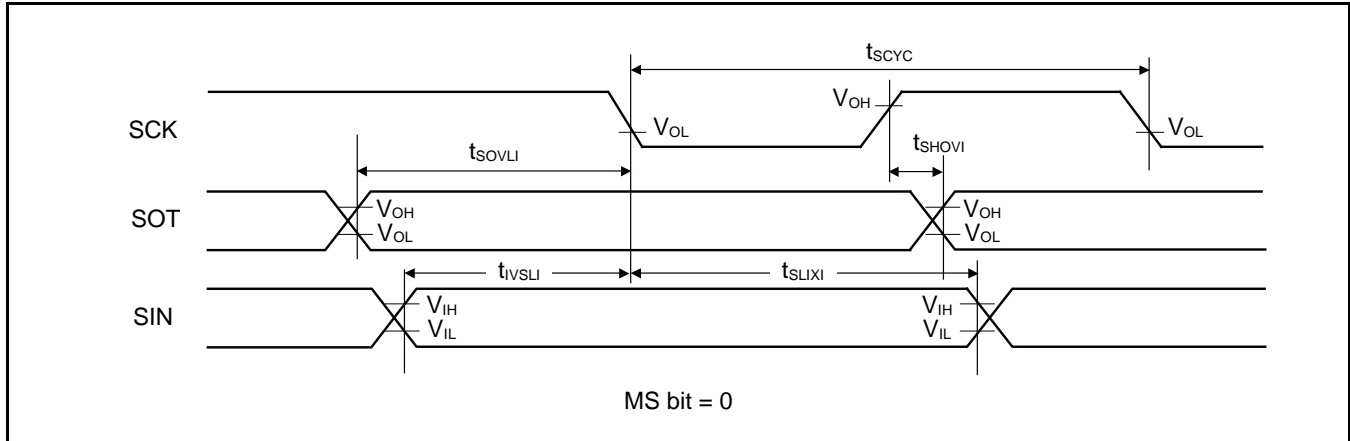 tSCYC
VOH
SCK
VOL
VOL
tSHOVI
tSOVLI
VOH
VOH
SOT
VOL
VOL
tIVSLI
tSLIXI
VIH
VIH
SIN
VIL
VIL
MS bit = 0